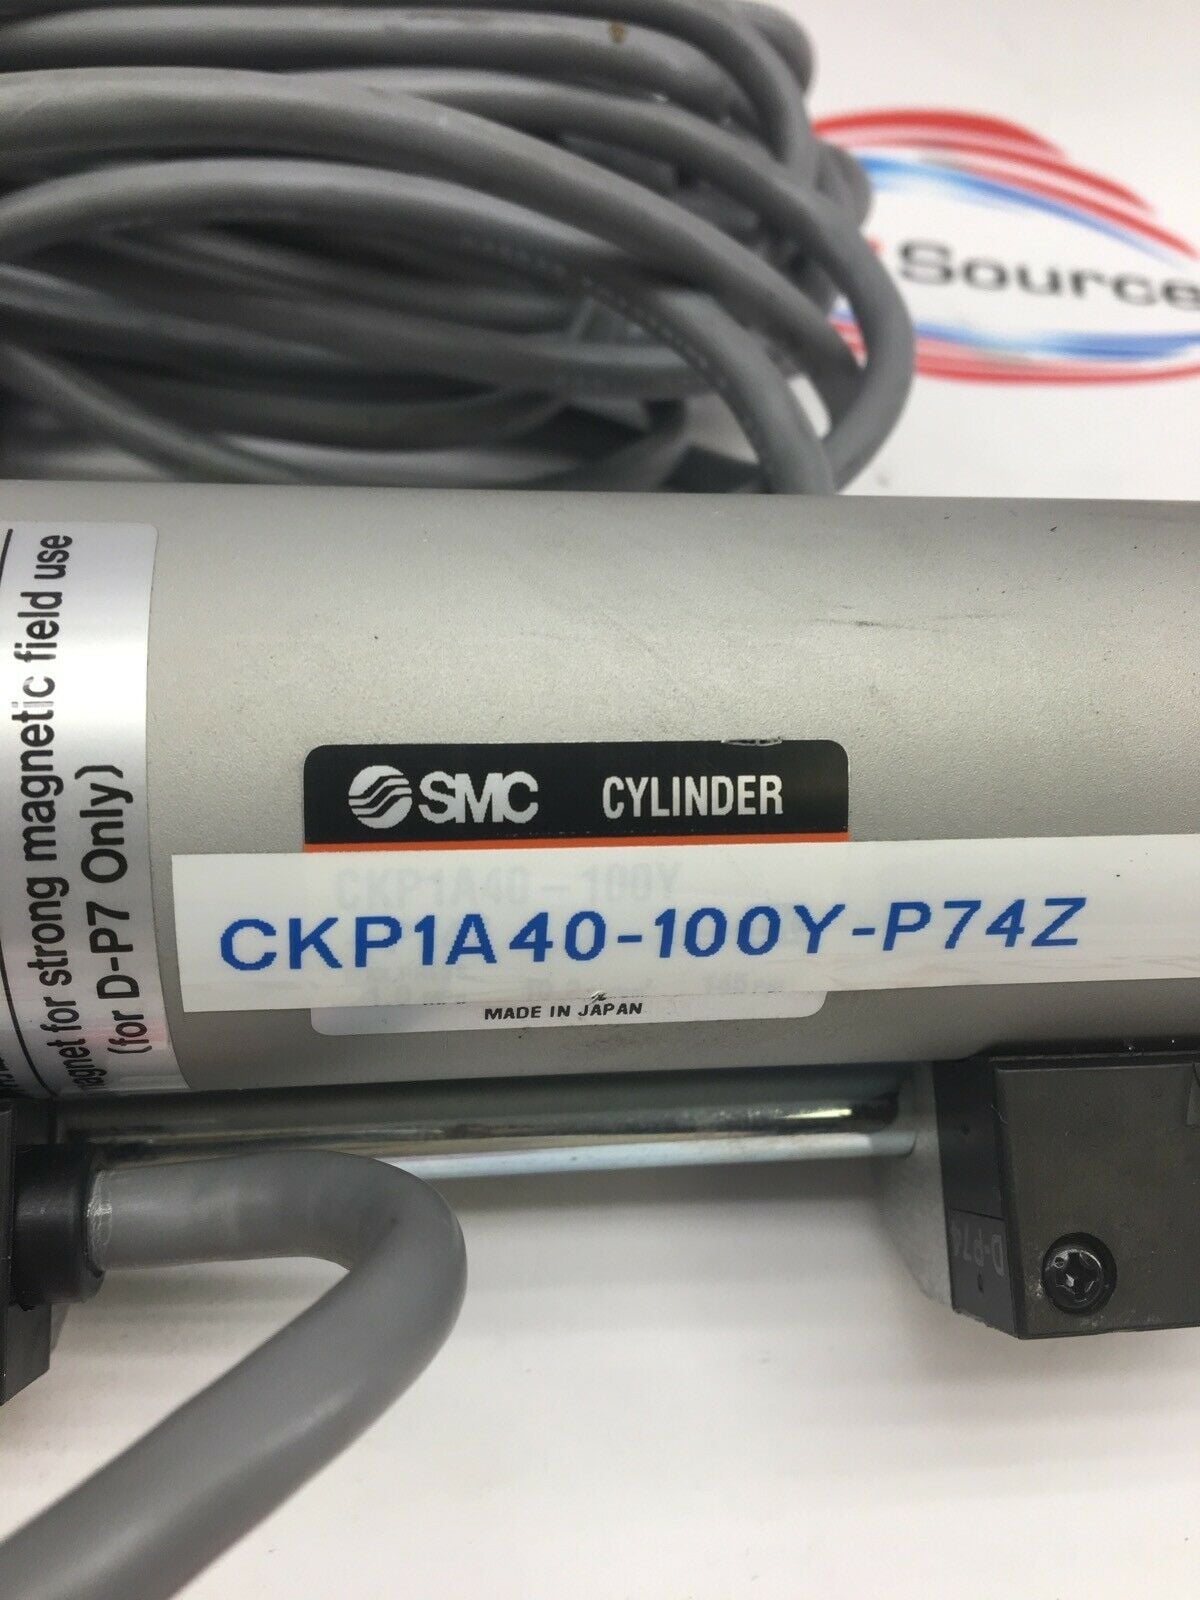 Source
magnet for strong magnetic field use
(for D-P7 Only)
SMC CYLINDER
CKP1A40-100Y
CKP1A40-100Y-P74Z
MADE IN JAPAN
D-P74